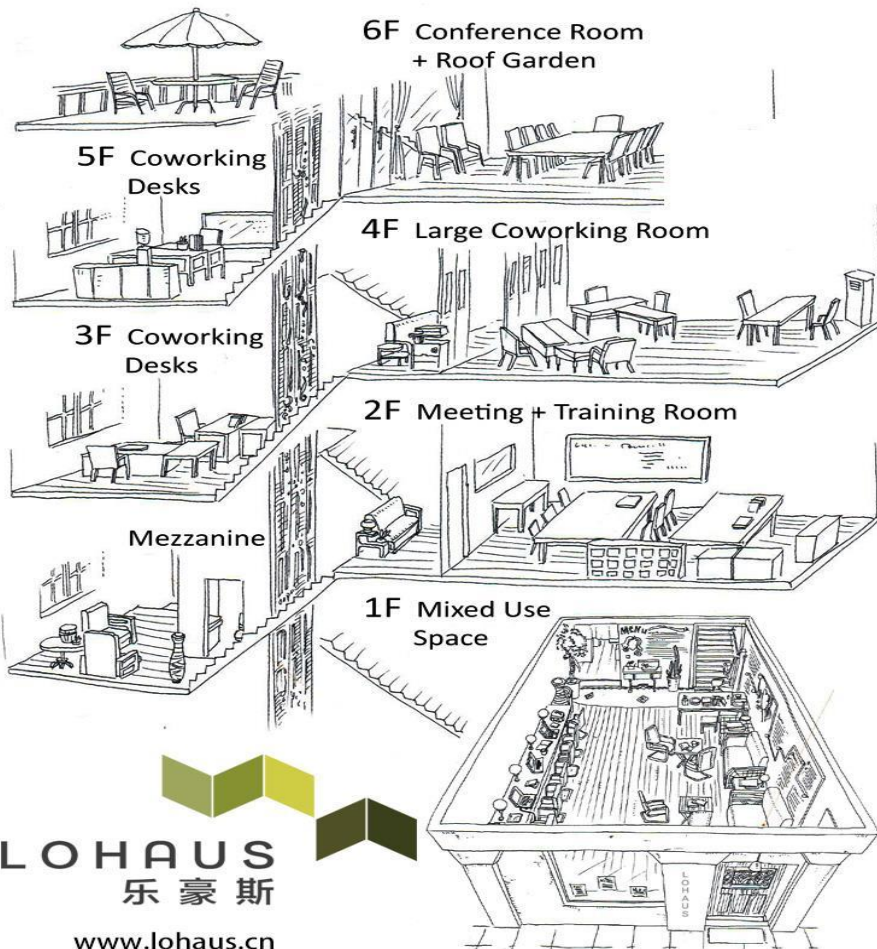 6F Conference Room
+ Roof Garden
5F Coworking
Desks
4F Large Coworking Room
3F Coworking
Desks
2F Meeting + Training Room
Mezzanine
1F Mixed Use
Space
MENU
LOHAUS
LOHAUS
乐豪斯
www.lohaus.cn